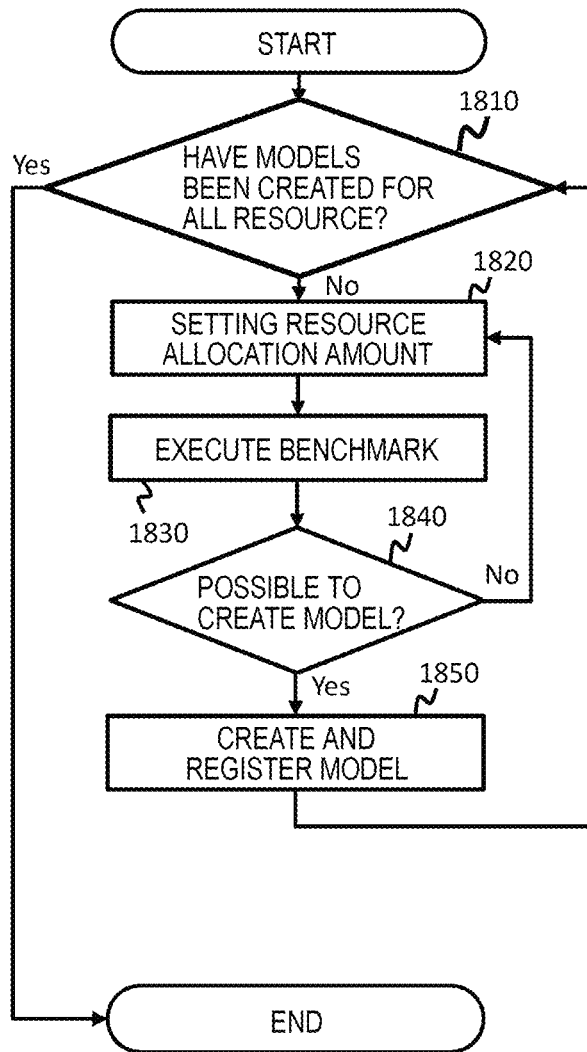 START
1810
Yes
HAVE MODELS
BEEN CREATED FOR
ALL RESOURCE?
No
1820
SETTING RESOURCE
ALLOCATION AMOUNT
EXECUTE BENCHMARK
1830
1840
No
POSSIBLE TO
CREATE MODEL?
Yes
1850
CREATE AND
REGISTER MODEL
END